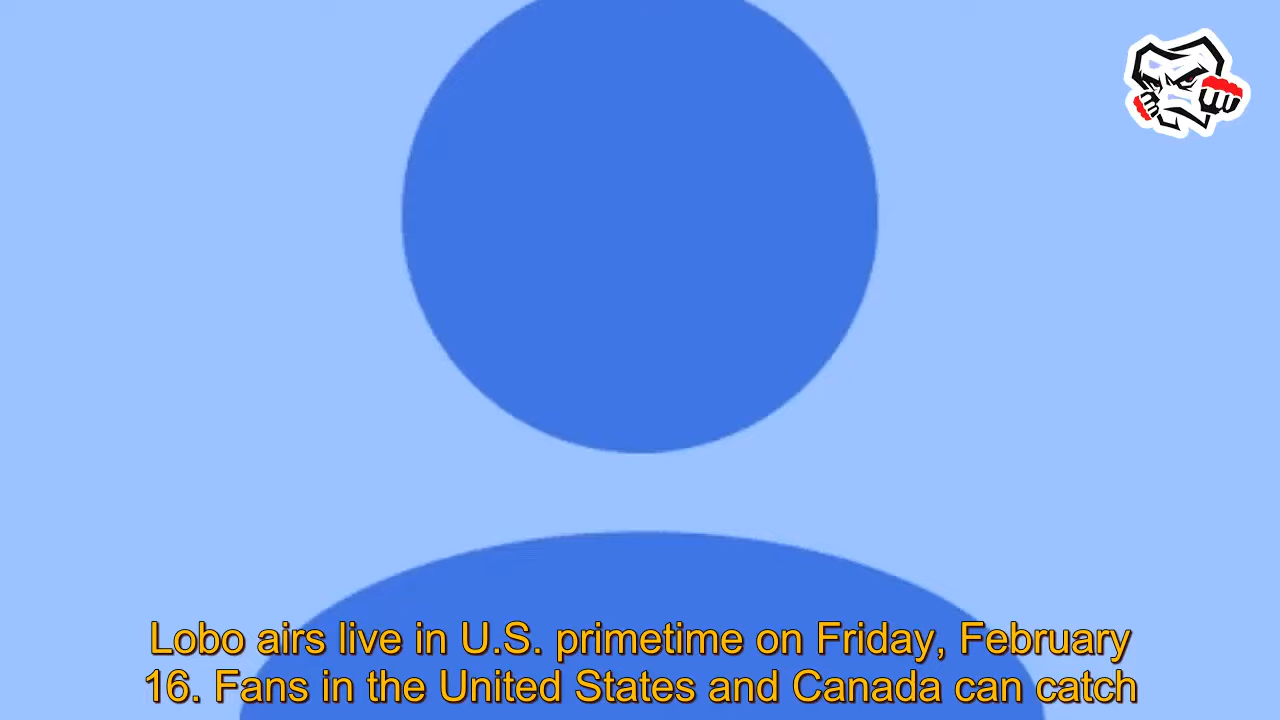 Lobo airs live in U.S. primetime on Friday, February
16. Fans in the United States and Canada can catch